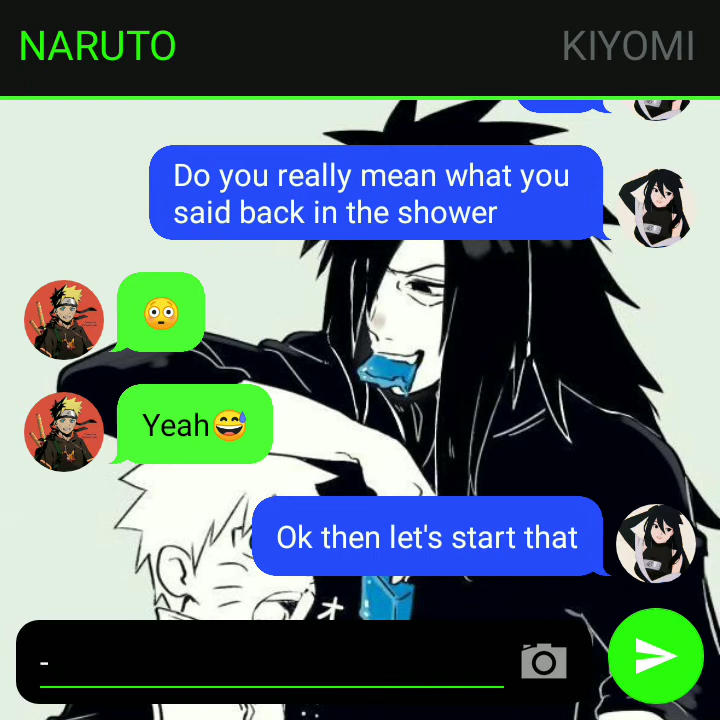 NARUTO KIYOMI
Do you really mean what you
said back in the shower
😳
Yeah😅
Ok then let's start that
-